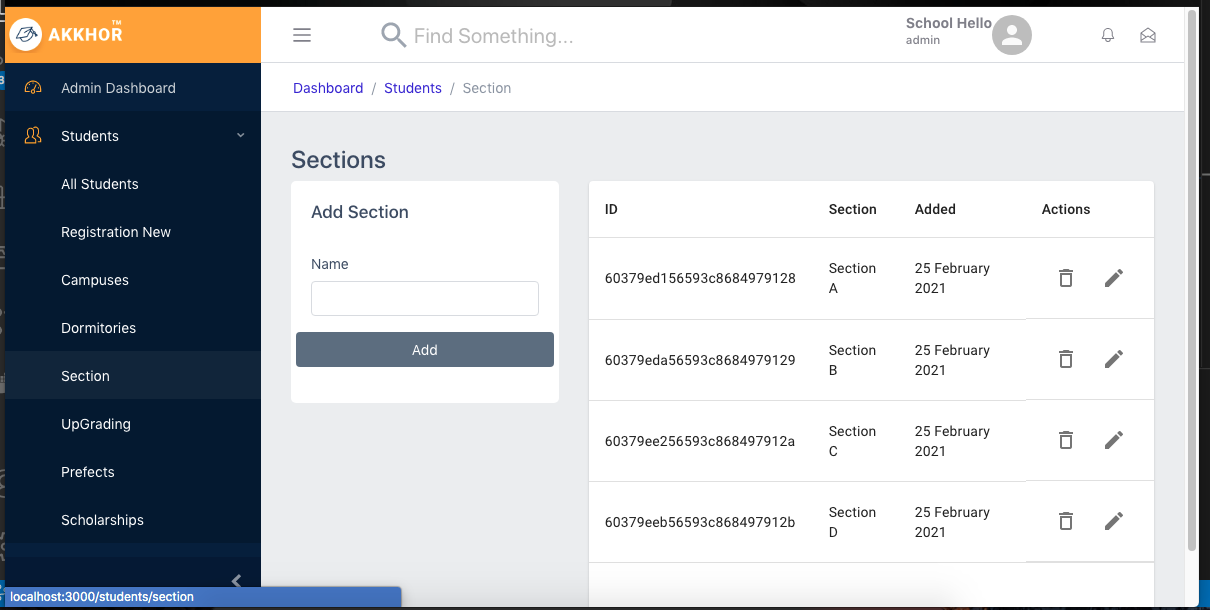 AKKHOR™
School Hello
admin
Find Something...
Dashboard / Students / Section
Admin Dashboard
Students
All Students
Registration New
Campuses
Dormitories
Section
UpGrading
Prefects
Scholarships
Sections
Add Section
Name
Add
ID Section Added Actions
60379ed156593c8684979128 Section A 25 February 2021
60379eda56593c8684979129 Section B 25 February 2021
60379ee256593c868497912a Section C 25 February 2021
60379eeb56593c868497912b Section D 25 February 2021
localhost:3000/students/section